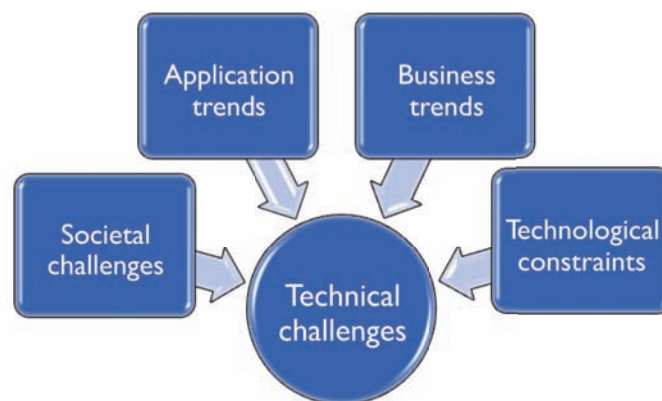 Application
trends
Business
trends
Societal
challenges
Technological
constraints
Technical
challenges